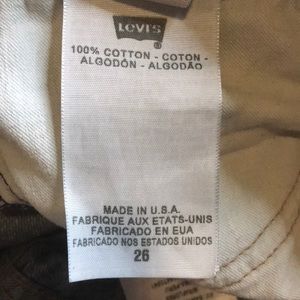 LEVI'S
100% COTTON - COTON -
ALGODÓN - ALGODÃO
MADE IN U.S.A.
FABRIQUE AUX ETATS-UNIS
FABRICADO EN EUA
FABRICADO NOS ESTADOS UNIDOS
26